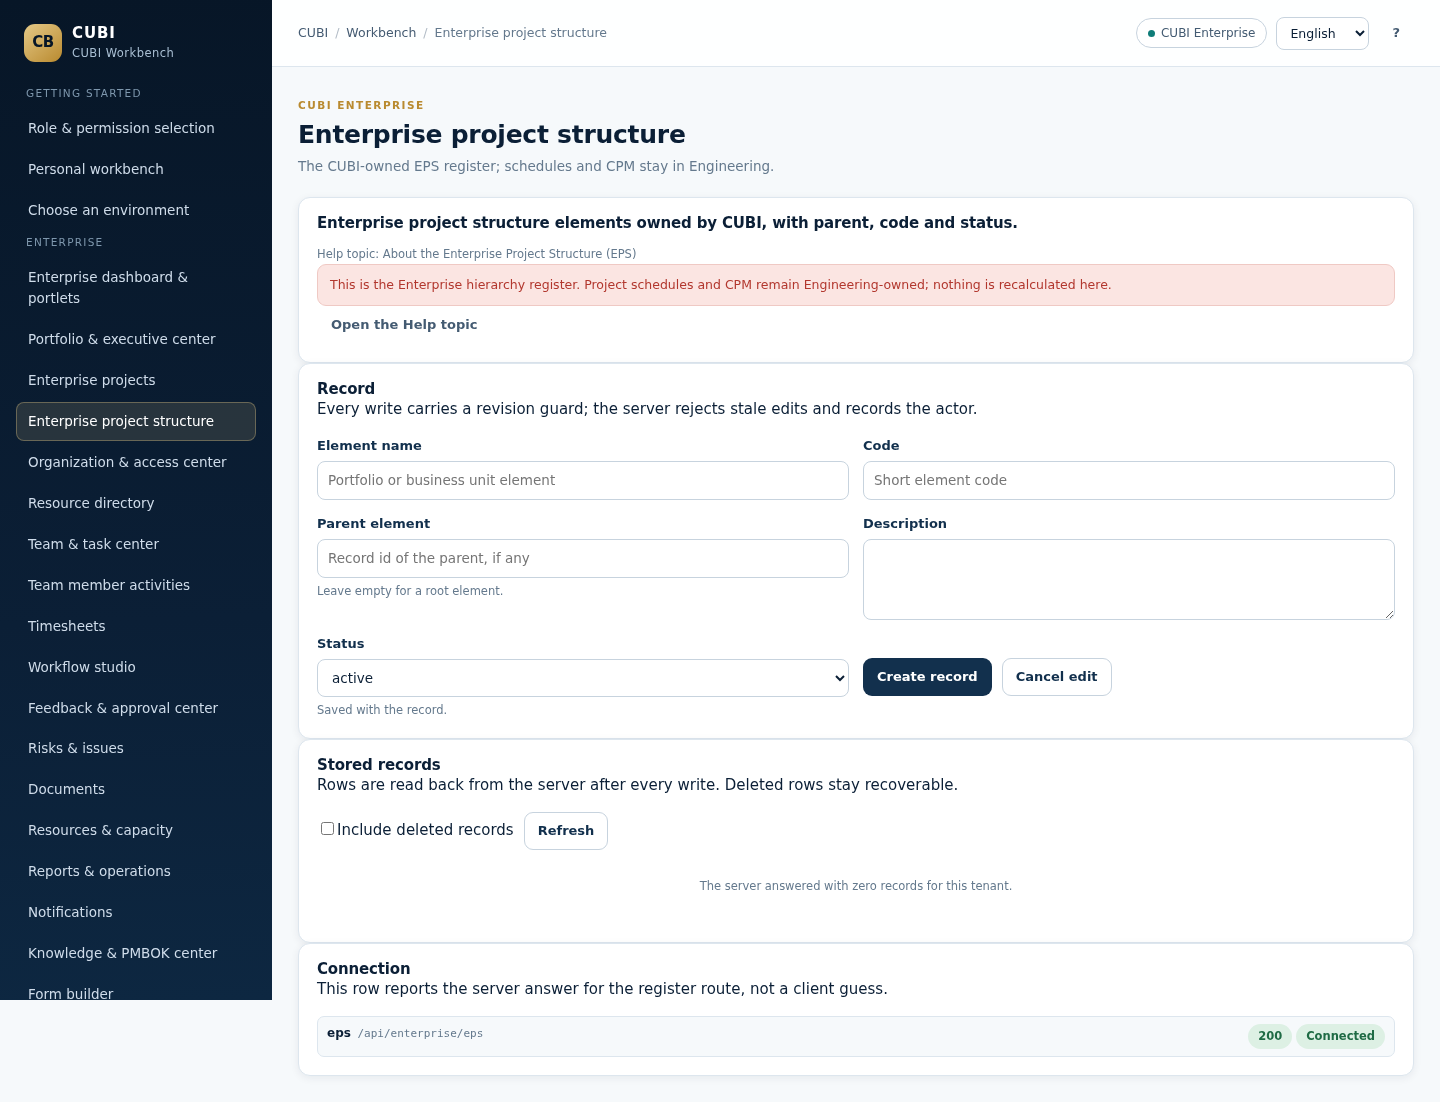 CB
CUBI
CUBI Workbench
GETTING STARTED
Role & permission selection
Personal workbench
Choose an environment
ENTERPRISE
Enterprise dashboard &
portlets
Portfolio & executive center
Enterprise projects
Enterprise project structure
Organization & access center
Resource directory
Team & task center
Team member activities
Timesheets
Workflow studio
Feedback & approval center
Risks & issues
Documents
Resources & capacity
Reports & operations
Notifications
Knowledge & PMBOK center
Form builder
CUBI / Workbench / Enterprise project structure
CUBI Enterprise
English
?
CUBI ENTERPRISE
Enterprise project structure
The CUBI-owned EPS register; schedules and CPM stay in Engineering.
Enterprise project structure elements owned by CUBI, with parent, code and status.
Help topic: About the Enterprise Project Structure (EPS)
This is the Enterprise hierarchy register. Project schedules and CPM remain Engineering-owned; nothing is recalculated here.
Open the Help topic
Record
Every write carries a revision guard; the server rejects stale edits and records the actor.
Element name
Portfolio or business unit element
Code
Short element code
Parent element
Record id of the parent, if any
Leave empty for a root element.
Description
Status
active
Saved with the record.
Create record
Cancel edit
Stored records
Rows are read back from the server after every write. Deleted rows stay recoverable.
Include deleted records
Refresh
The server answered with zero records for this tenant.
Connection
This row reports the server answer for the register route, not a client guess.
eps /api/enterprise/eps
200
Connected